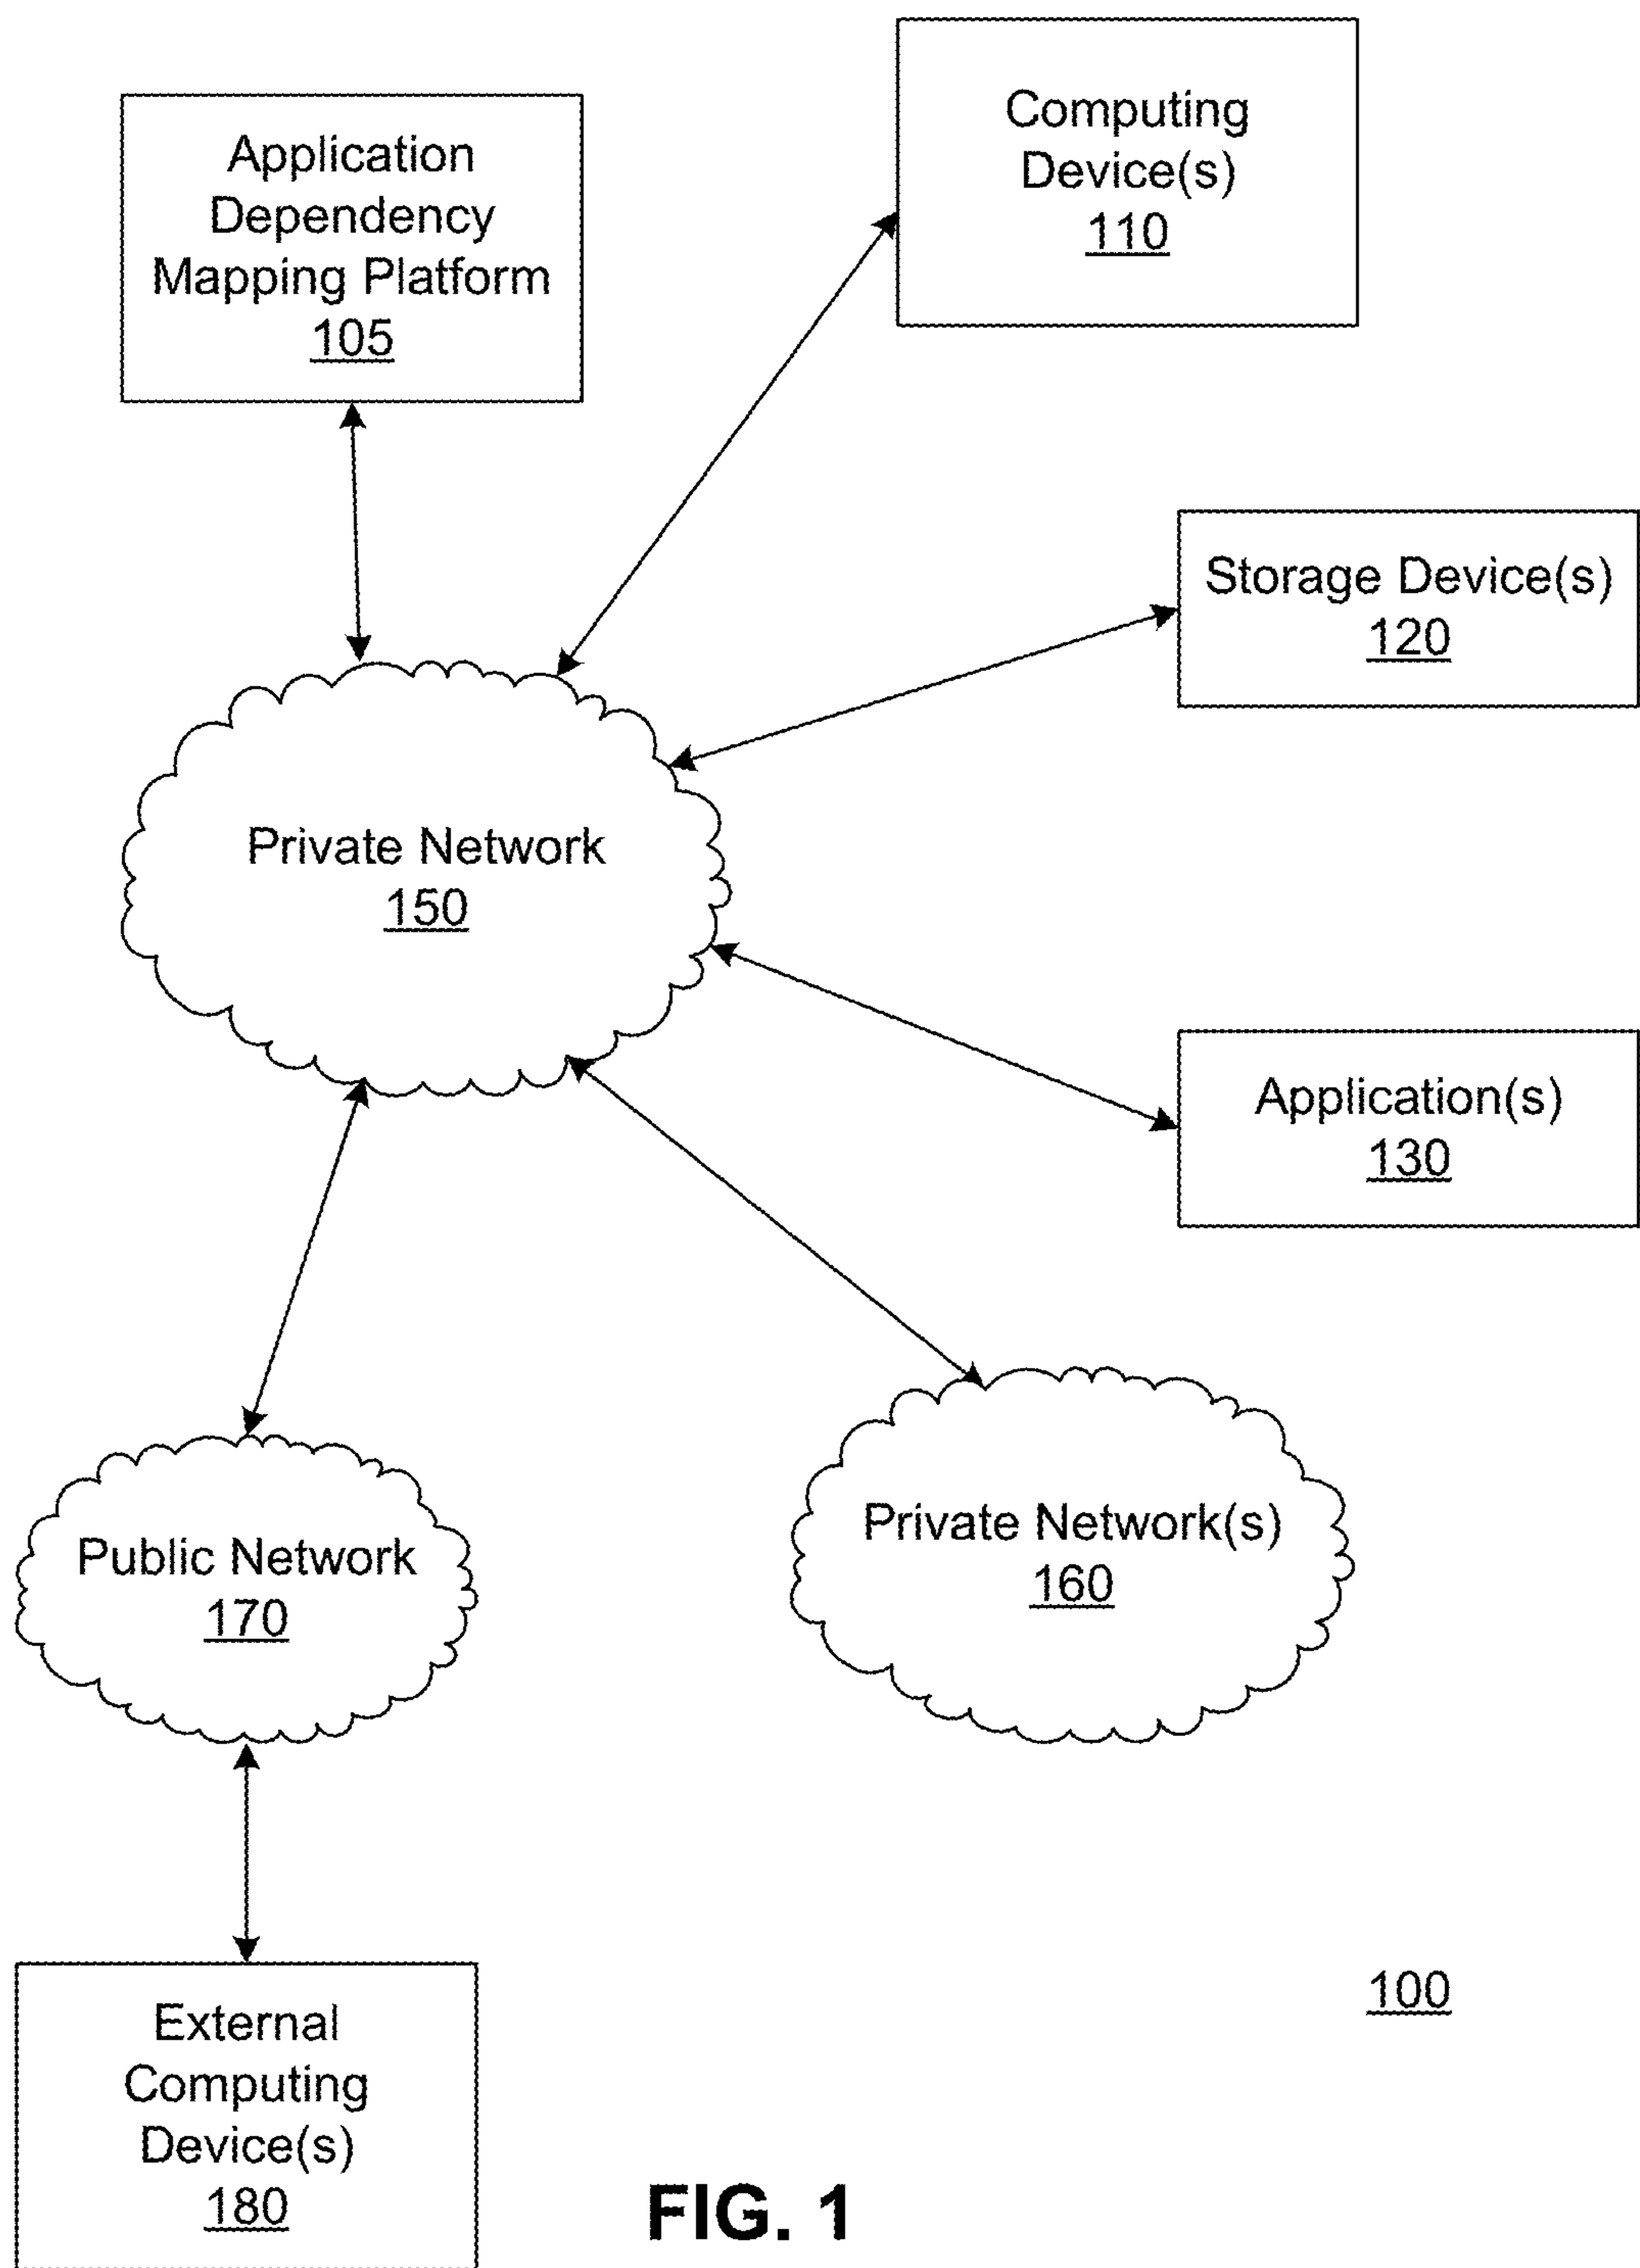 Computing
Device(s)
110
Application
Dependency
Mapping Platform
105
Storage Device(s)
120
Private Network
150
Application(s)
130
Private Network(s)
160
Public Network
170
100
External
Computing
Device(s)
180
FIG. 1